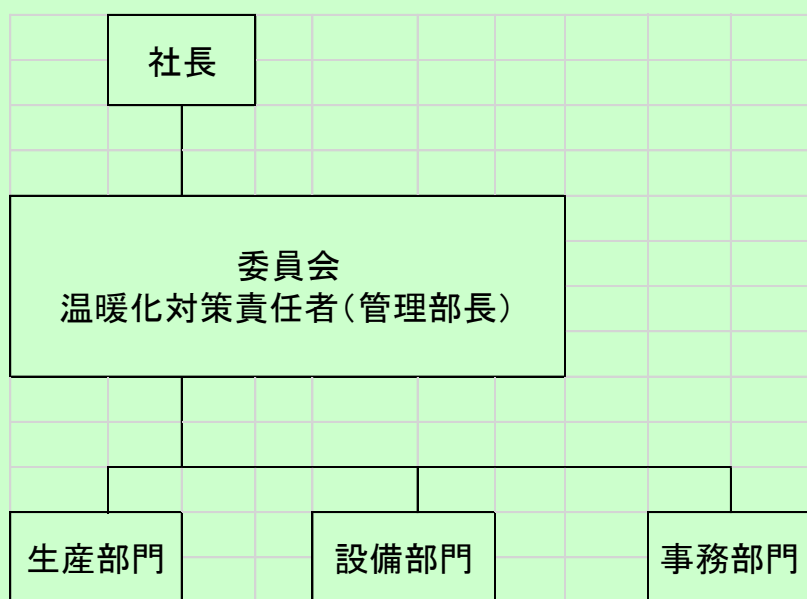 社長
委員会
温暖化対策責任者（管理部長）
生産部門
設備部門
事務部門